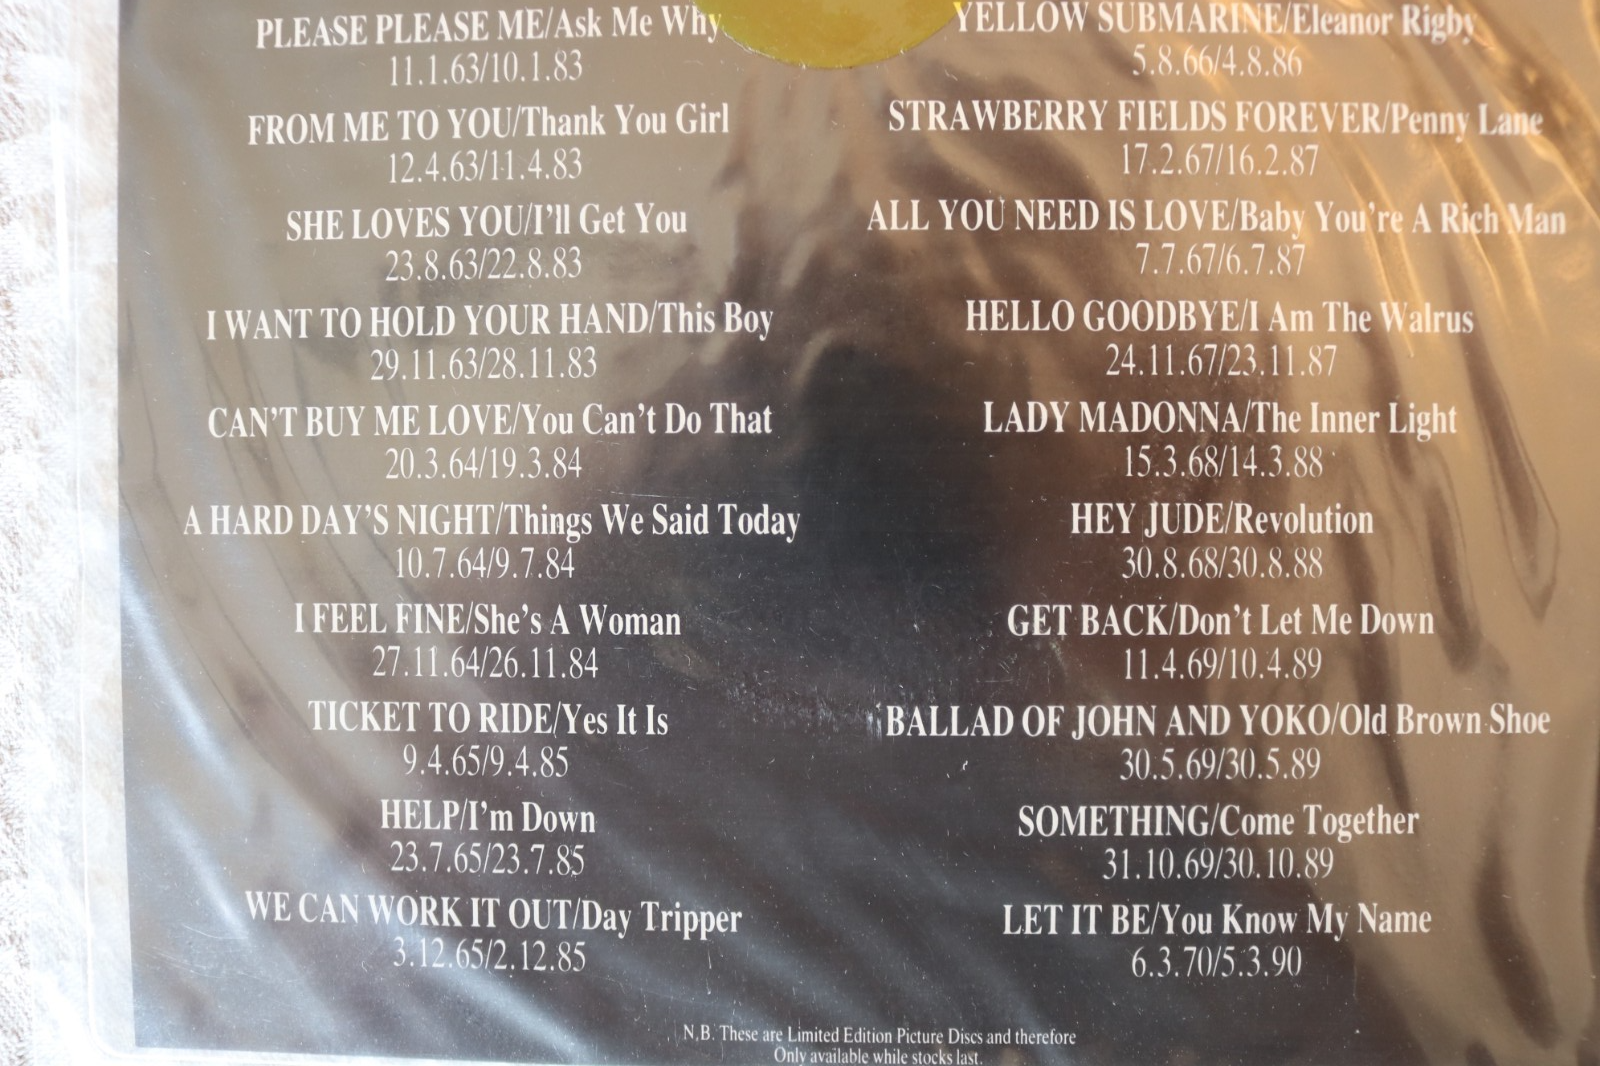 PLEASE PLEASE ME/Ask Me Why
11.1.63/10.1.83
FROM ME TO YOU/Thank You Girl
12.4.63/11.4.83
SHE LOVES YOU/I'll Get You
23.8.63/22.8.83
I WANT TO HOLD YOUR HAND/This Boy
29.11.63/28.11.83
CAN'T BUY ME LOVE/You Can't Do That
20.3.64/19.3.84
A HARD DAY'S NIGHT/Things We Said Today
10.7.64/9.7.84
I FEEL FINE/She's A Woman
27.11.64/26.11.84
TICKET TO RIDE/Yes It Is
9.4.65/9.4.85
HELP/I'm Down
23.7.65/23.7.85
WE CAN WORK IT OUT/Day Tripper
3.12.65/2.12.85
YELLOW SUBMARINE/Eleanor Rigby
5.8.66/4.8.86
STRAWBERRY FIELDS FOREVER/Penny Lane
17.2.67/16.2.87
ALL YOU NEED IS LOVE/Baby You're A Rich Man
7.7.67/6.7.87
HELLO GOODBYE/I Am The Walrus
24.11.67/23.11.87
LADY MADONNA/The Inner Light
15.3.68/14.3.88
HEY JUDE/Revolution
30.8.68/30.8.88
GET BACK/Don't Let Me Down
11.4.69/10.4.89
BALLAD OF JOHN AND YOKO/Old Brown Shoe
30.5.69/30.5.89
SOMETHING/Come Together
31.10.69/30.10.89
LET IT BE/You Know My Name
6.3.70/5.3.90
N.B. These are Limited Edition Picture Discs and therefore
Only available while stocks last.